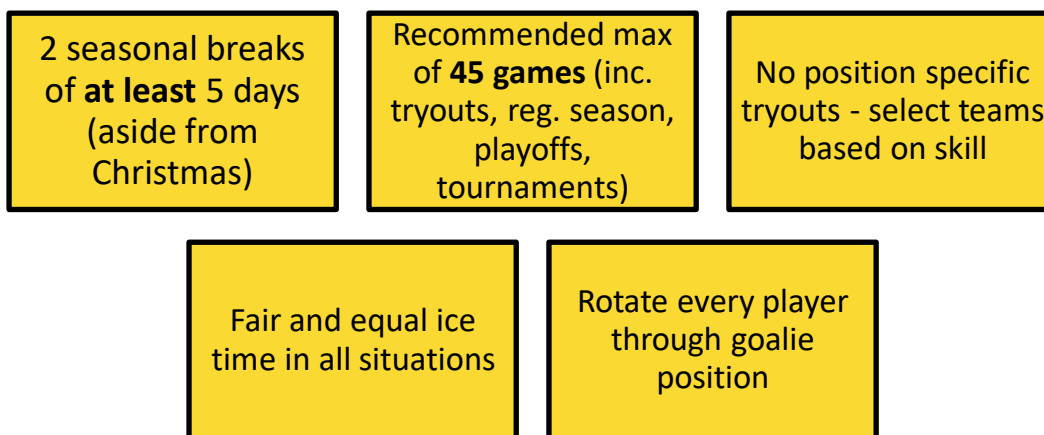 2 seasonal breaks
of at least 5 days
(aside from
Christmas)
Recommended max
of 45 games (inc.
tryouts, reg. season,
playoffs,
tournaments)
No position specific
tryouts - select teams
based on skill
Fair and equal ice
time in all situations
Rotate every player
through goalie
position